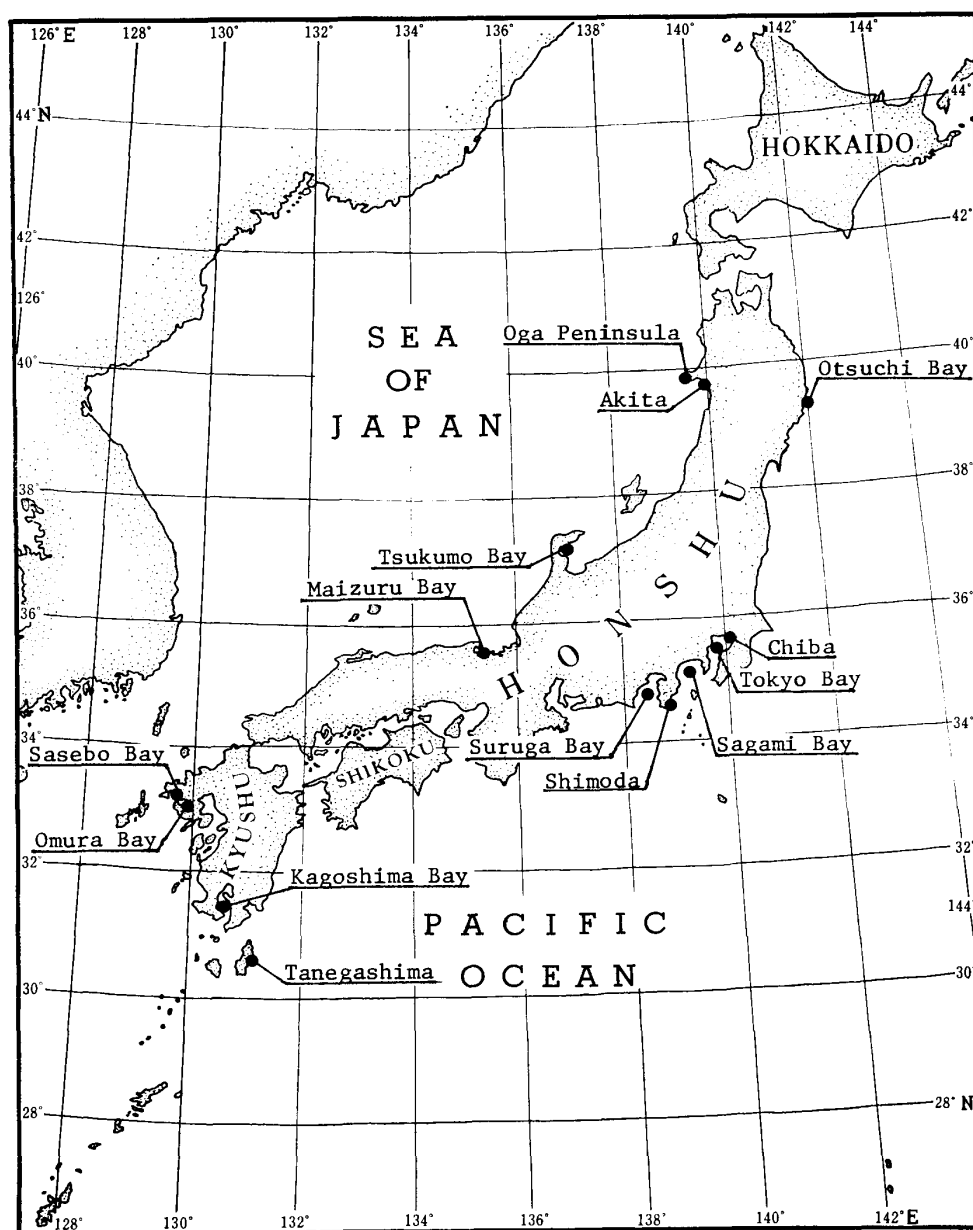 126° E 128° 130° 132° 134° 136° 138° 140° 142° 144°
44° N
44°
HOKKAIDO
42°
42°
126°
SEA
OF
JAPAN
Oga Peninsula
40°
40°
Otsuchi Bay
Akita
38°
38°
Tsukumo Bay
Maizuru Bay
36°
36°
HONSHU
Chiba
Tokyo Bay
34°
34°
Sasebo Bay
SHIKOKU
Suruga Bay
Sagami Bay
Shimoda
KYUSHU
Omura Bay
32°
32°
Kagoshima Bay
144°
PACIFIC
OCEAN
Tanegashima
30°
30°
28°
28° N
128° 130° 132° 134° 136° 138° 140° 142° E